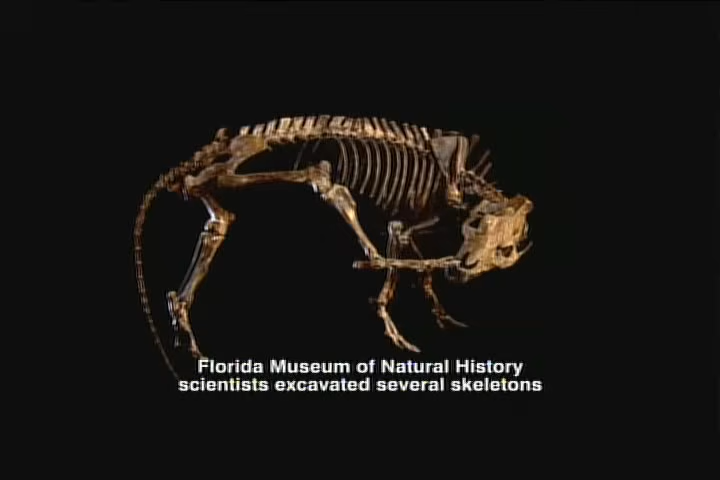 Florida Museum of Natural History
scientists excavated several skeletons